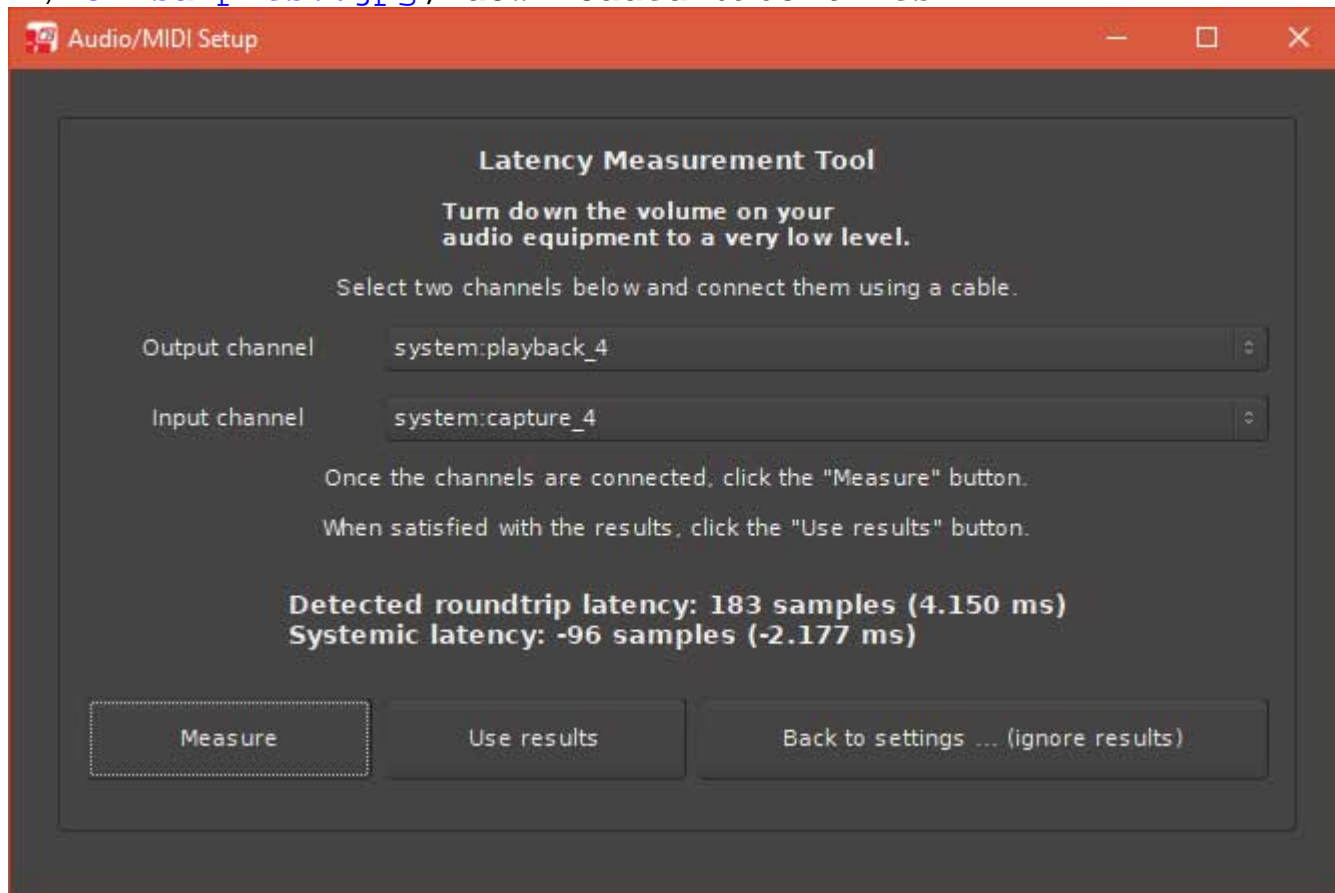 Audio/MIDI Setup
Latency Measurement Tool
Turn down the volume on your
audio equipment to a very low level.
Select two channels below and connect them using a cable.
Output channel system:playback_4
Input channel system:capture_4
Once the channels are connected, click the "Measure" button.
When satisfied with the results, click the "Use results" button.
Detected roundtrip latency: 183 samples (4.150 ms)
Systemic latency: -96 samples (-2.177 ms)
Measure Use results Back to settings ... (ignore results)